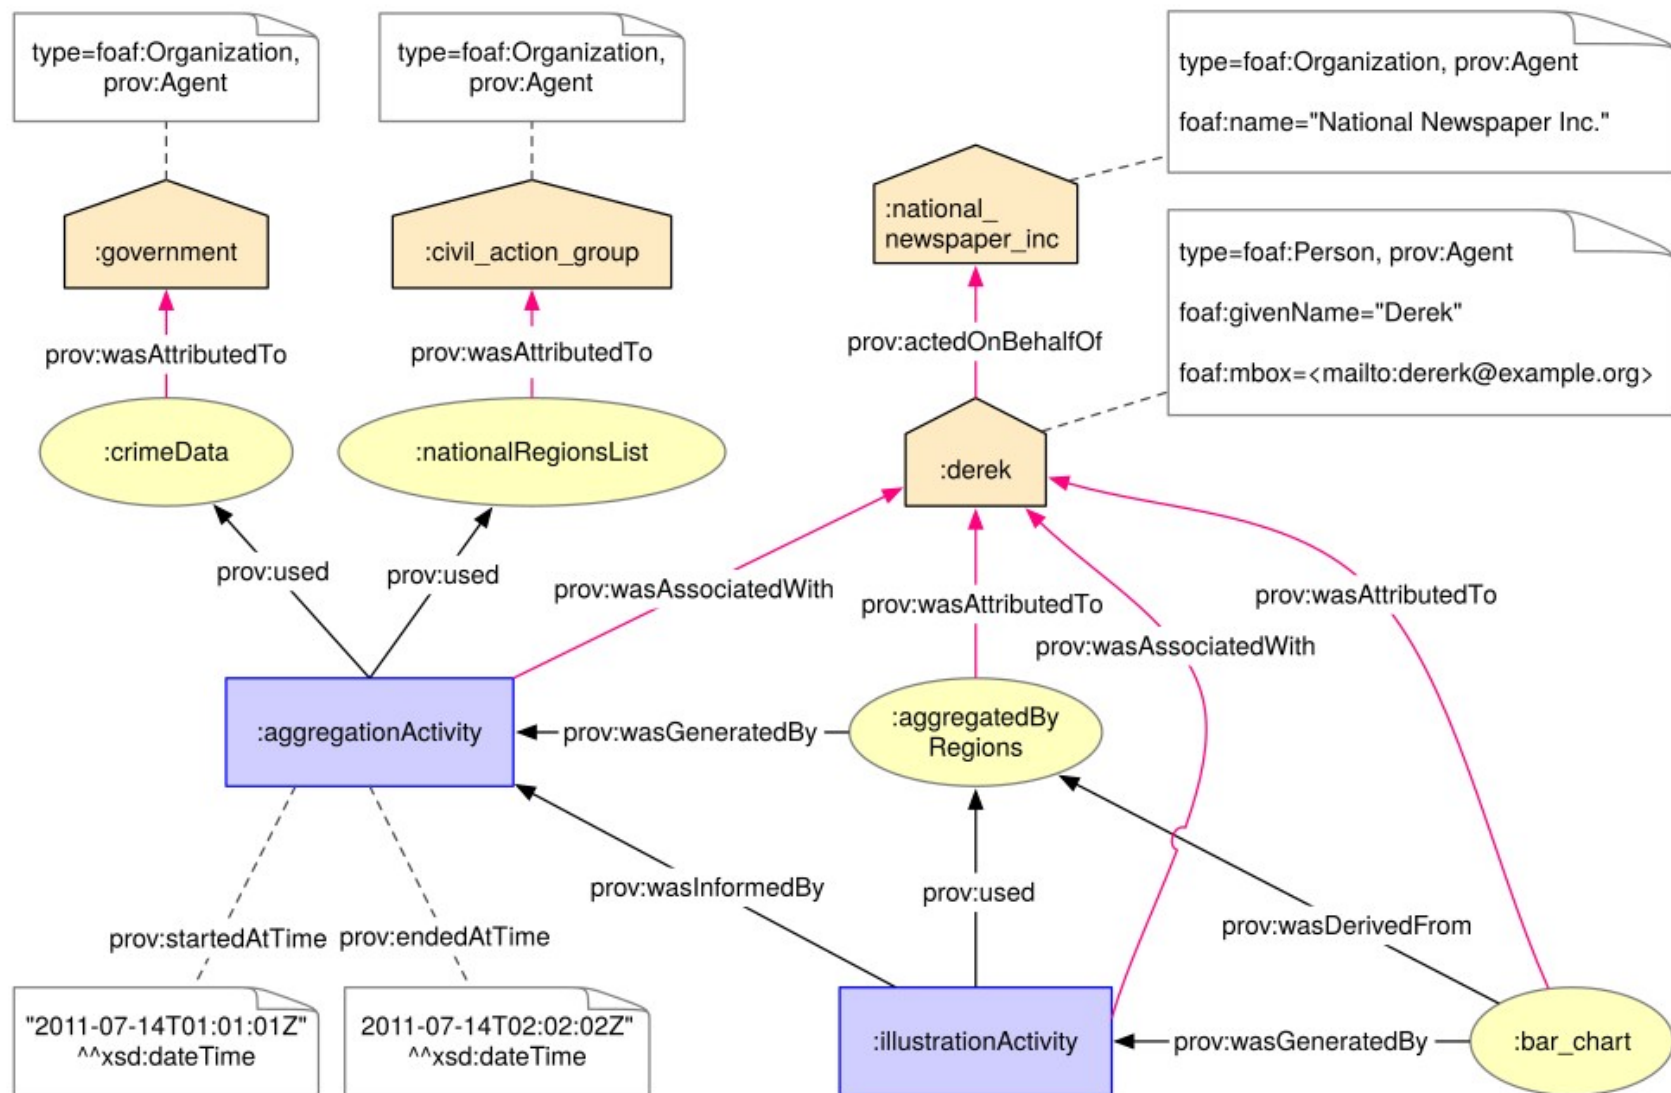 type=foaf:Organization,
prov:Agent
type=foaf:Organization,
prov:Agent
type=foaf:Organization, prov:Agent
foaf:name="National Newspaper Inc."
:government
:civil_action_group
:national_
newspaper_inc
type=foaf:Person, prov:Agent
foaf:givenName="Derek"
foaf:mbox=<mailto:dererk@example.org>
prov:wasAttributedTo
prov:wasAttributedTo
prov:actedOnBehalfOf
:crimeData
:nationalRegionsList
:derek
prov:used
prov:used
prov:wasAssociatedWith
prov:wasAttributedTo
prov:wasAttributedTo
prov:wasAssociatedWith
:aggregationActivity
prov:wasGeneratedBy
:aggregatedBy
Regions
prov:wasInformedBy
prov:used
prov:wasDerivedFrom
prov:startedAtTime
prov:endedAtTime
"2011-07-14T01:01:01Z"
^^xsd:dateTime
2011-07-14T02:02:02Z"
^^xsd:dateTime
:illustrationActivity
prov:wasGeneratedBy
:bar_chart